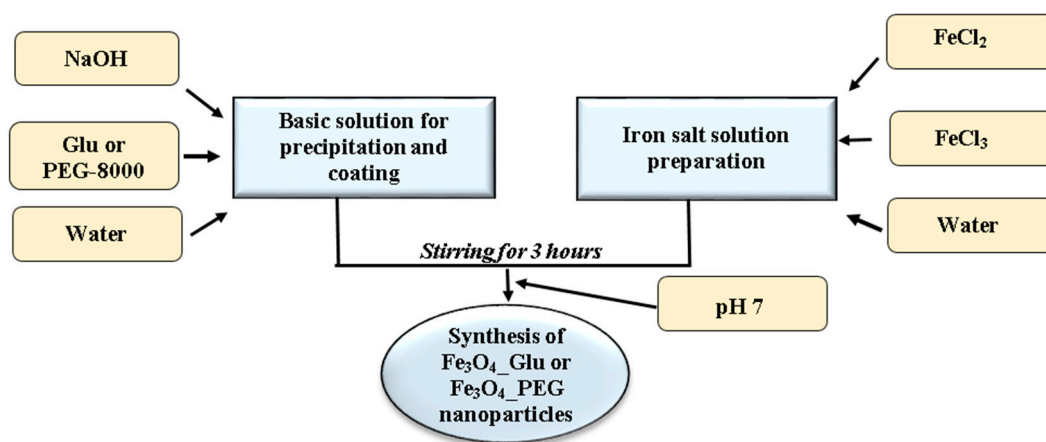 NaOH
Glu or
PEG-8000
Water
Basic solution for
precipitation and
coating
Iron salt solution
preparation
FeCl₂
FeCl₃
Water
Stirring for 3 hours
pH 7
Synthesis of
Fe₃O₄_Glu or
Fe₃O₄_PEG
nanoparticles